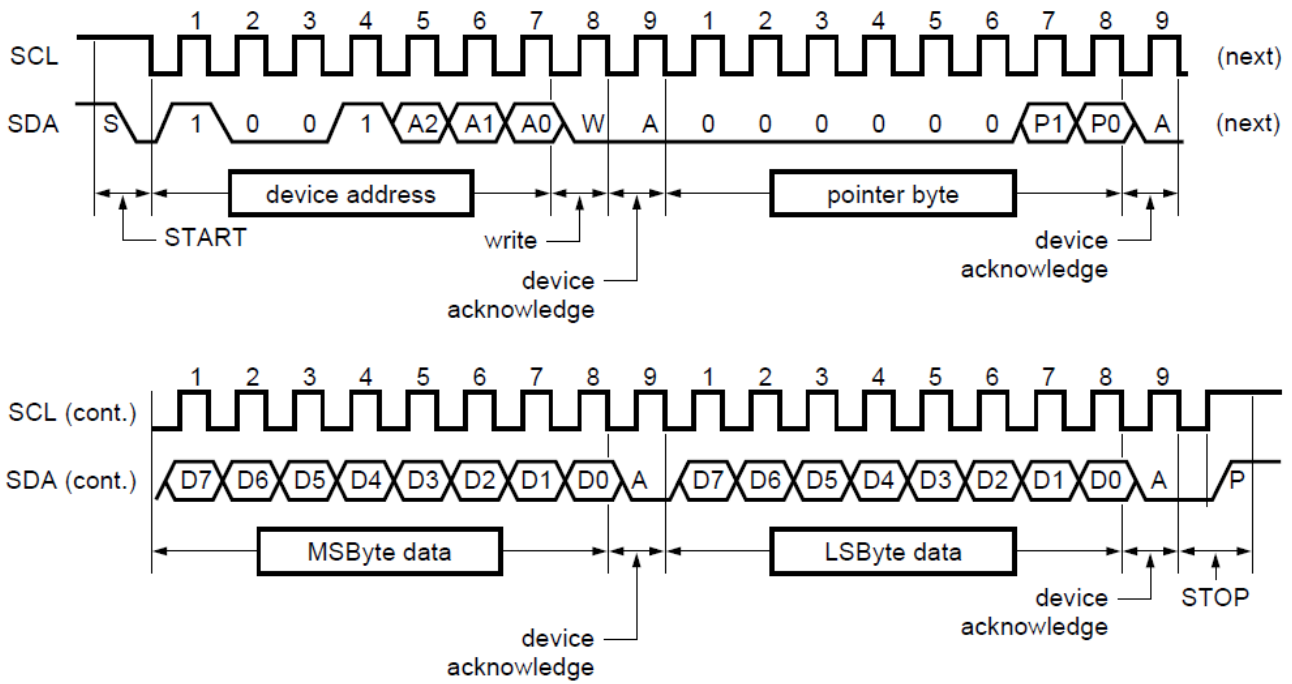 1 2 3 4 5 6 7 8 9 1 2 3 4 5 6 7 8 9
SCL (next)
SDA S 1 0 0 1 A2 A1 A0 W A 0 0 0 0 0 0 P1 P0 A (next)
device address pointer byte
START write device
device acknowledge
acknowledge
1 2 3 4 5 6 7 8 9 1 2 3 4 5 6 7 8 9
SCL (cont.)
SDA (cont.) D7 D6 D5 D4 D3 D2 D1 D0 A D7 D6 D5 D4 D3 D2 D1 D0 A P
MSByte data LSByte data
device STOP
acknowledge
device
acknowledge